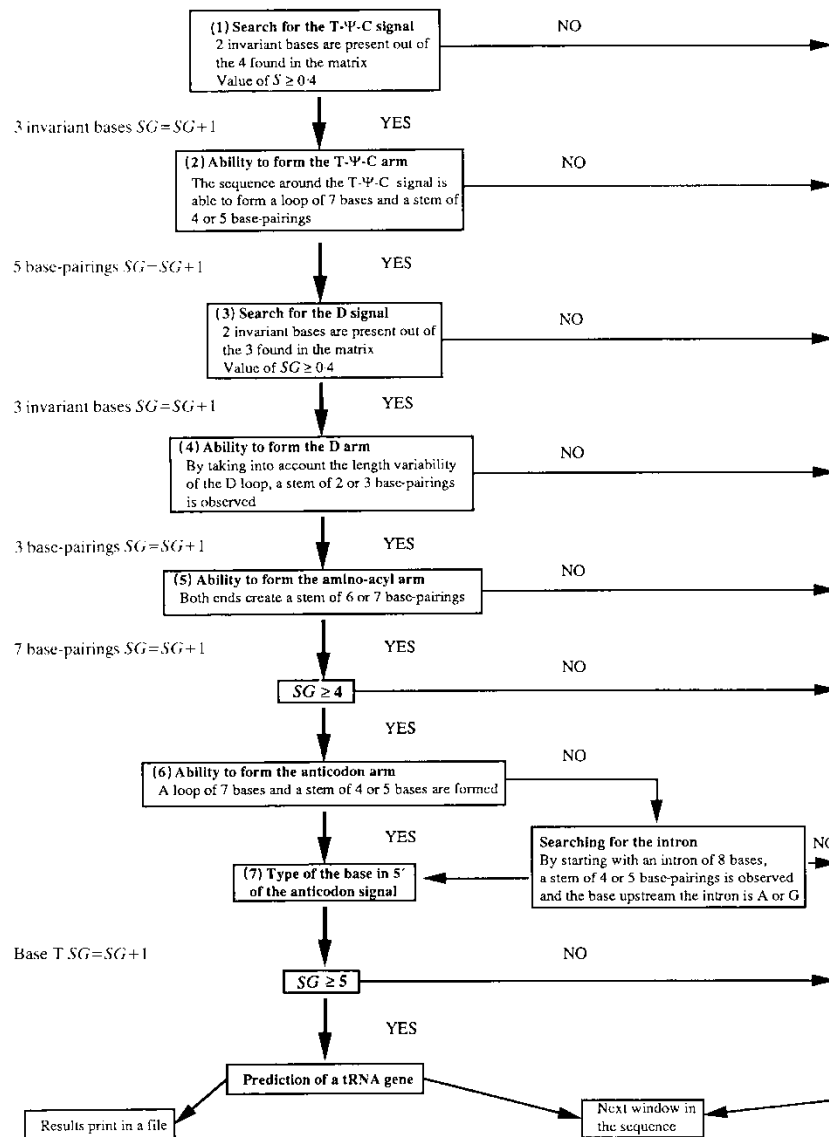 (1) Search for the T-Ψ-C signal
2 invariant bases are present out of
the 4 found in the matrix
Value of S ≥ 0·4
NO
3 invariant bases SG=SG+1
YES
(2) Ability to form the T-Ψ-C arm
The sequence around the T-Ψ-C signal is
able to form a loop of 7 bases and a stem of
4 or 5 base-pairings
NO
5 base-pairings SG=SG+1
YES
(3) Search for the D signal
2 invariant bases are present out of
the 3 found in the matrix
Value of SG ≥ 0·4
NO
3 invariant bases SG=SG+1
YES
(4) Ability to form the D arm
By taking into account the length variability
of the D loop, a stem of 2 or 3 base-pairings
is observed
NO
3 base-pairings SG=SG+1
YES
(5) Ability to form the amino-acyl arm
Both ends create a stem of 6 or 7 base-pairings
NO
7 base-pairings SG=SG+1
YES
SG ≥ 4
NO
YES
(6) Ability to form the anticodon arm
A loop of 7 bases and a stem of 4 or 5 bases are formed
NO
YES
Searching for the intron
By starting with an intron of 8 bases,
a stem of 4 or 5 base-pairings is observed
and the base upstream the intron is A or G
NO
(7) Type of the base in 5′
of the anticodon signal
Base T SG=SG+1
SG ≥ 5
NO
YES
Prediction of a tRNA gene
Results print in a file
Next window in
the sequence